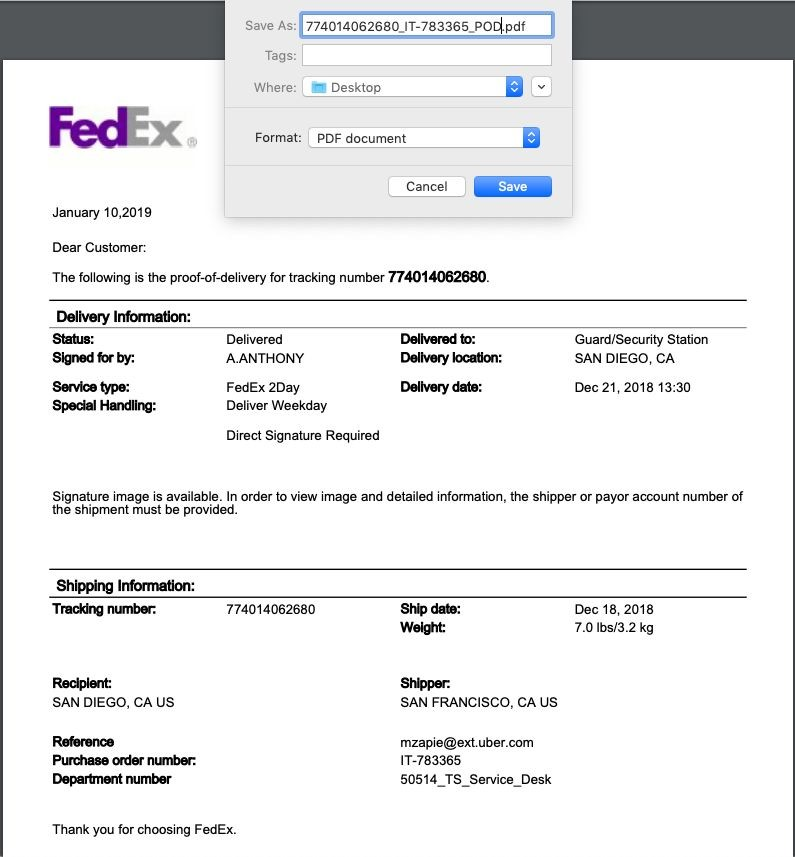 Save As: 774014062680_IT-783365_POD.pdf
Tags:
Where: Desktop
Format: PDF document
Cancel Save
FedEx®
January 10,2019
Dear Customer:
The following is the proof-of-delivery for tracking number 774014062680.
Delivery Information:
Status: Delivered Delivered to: Guard/Security Station
Signed for by: A.ANTHONY Delivery location: SAN DIEGO, CA
Service type: FedEx 2Day Delivery date: Dec 21, 2018 13:30
Special Handling: Deliver Weekday
Direct Signature Required
Signature image is available. In order to view image and detailed information, the shipper or payor account number of
the shipment must be provided.
Shipping Information:
Tracking number: 774014062680 Ship date: Dec 18, 2018
Weight: 7.0 lbs/3.2 kg
Recipient: Shipper:
SAN DIEGO, CA US SAN FRANCISCO, CA US
Reference mzapie@ext.uber.com
Purchase order number: IT-783365
Department number 50514_TS_Service_Desk
Thank you for choosing FedEx.